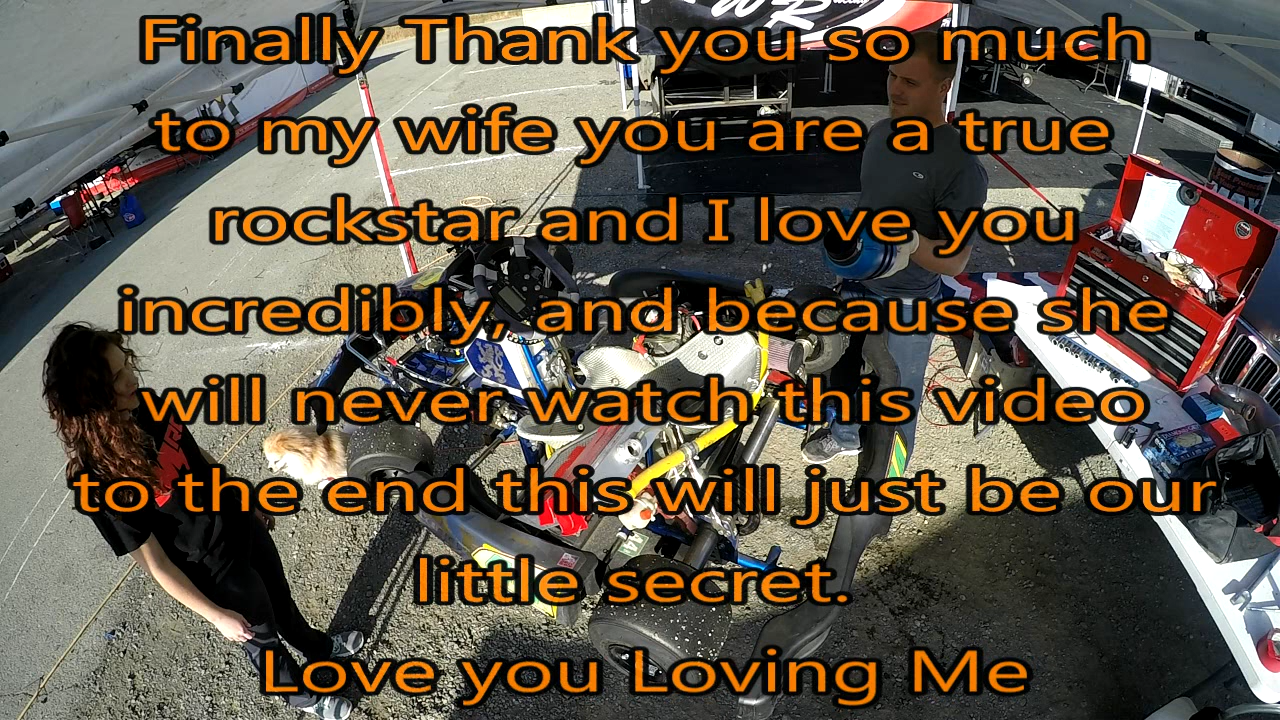 WR
Finally Thank you so much
to my wife you are a true
rockstar and I love you
incredibly, and because she
will never watch this video
to the end this will just be our
little secret.
Love you Loving Me